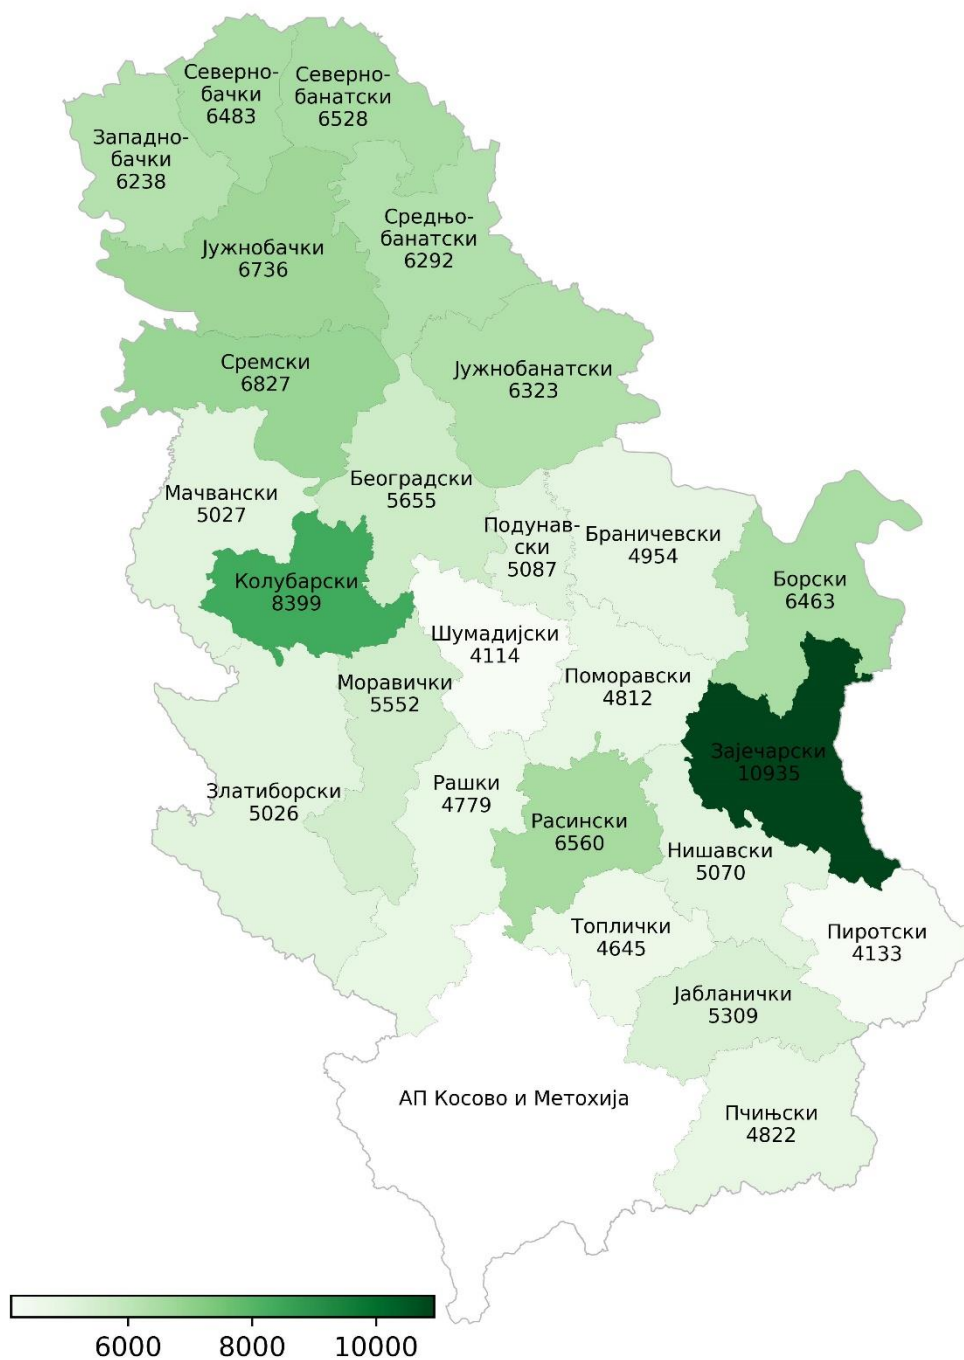 Северно-
бачки
6483
Северно-
банатски
6528
Западно-
бачки
6238
Средњо-
банатски
6292
Јужнобачки
6736
Сремски
6827
Јужнобанатски
6323
Мачвански
5027
Београдски
5655
Подунав-
ски
5087
Браничевски
4954
Колубарски
8399
Борски
6463
Шумадијски
4114
Моравички
5552
Поморавски
4812
Зајечарски
10935
Златиборски
5026
Рашки
4779
Расински
6560
Нишавски
5070
Топлички
4645
Пиротски
4133
Јабланички
5309
АП Косово и Метохија
Пчињски
4822
6000 8000 10000